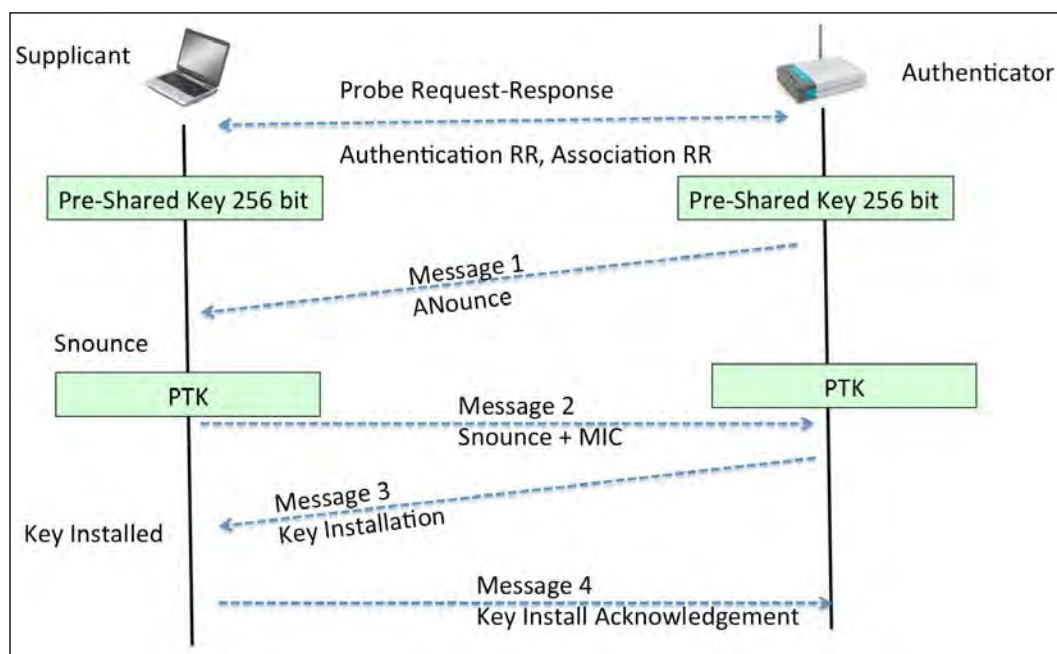 Supplicant
Authenticator
Probe Request-Response
Authentication RR, Association RR
Pre-Shared Key 256 bit
Pre-Shared Key 256 bit
Message 1
ANounce
Snounce
PTK
PTK
Message 2
Snounce + MIC
Message 3
Key Installation
Key Installed
Message 4
Key Install Acknowledgement